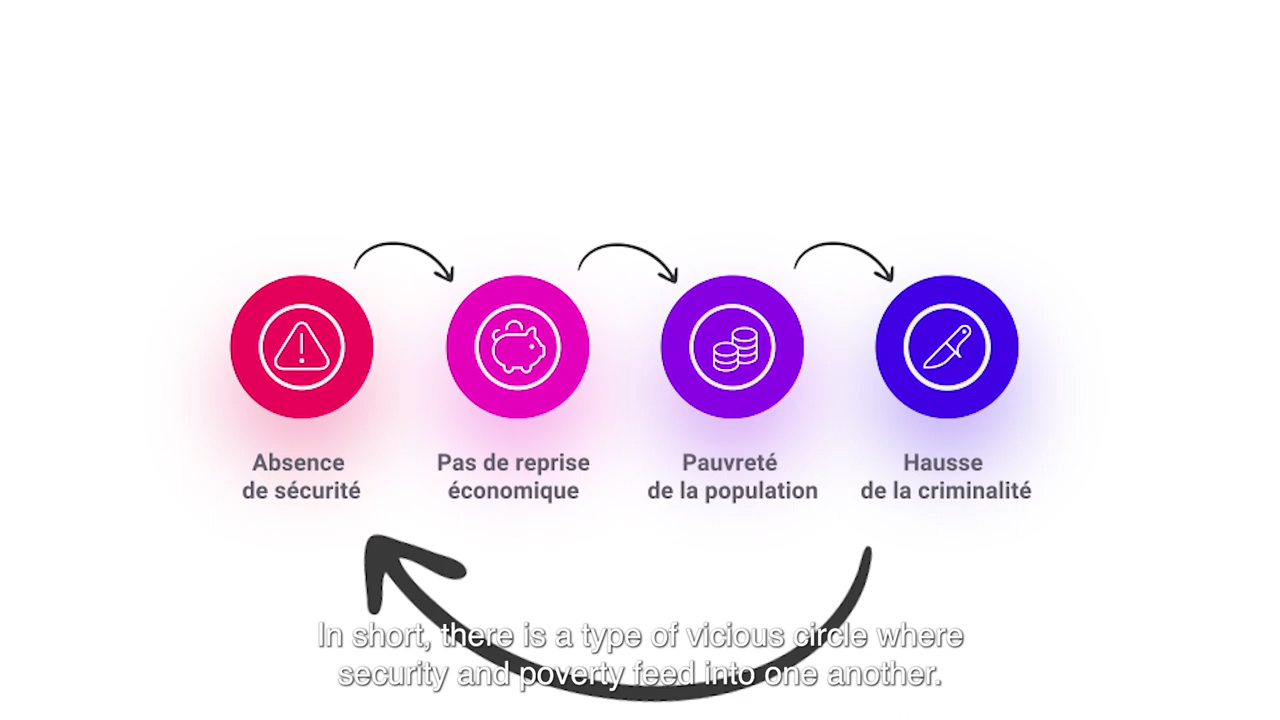 Absence
de sécurité
Pas de reprise
économique
Pauvreté
de la population
Hausse
de la criminalité
In short, there is a type of vicious circle where
security and poverty feed into one another.